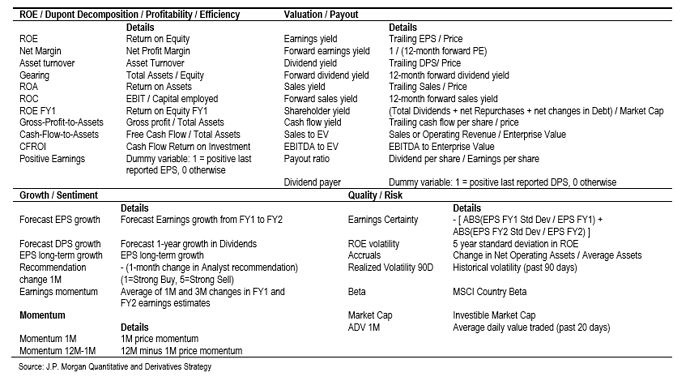 ROE / Dupont Decomposition / Profitability / Efficiency
Details
ROE Return on Equity
Net Margin Net Profit Margin
Asset turnover Asset Turnover
Gearing Total Assets / Equity
ROA Return on Assets
ROC EBIT / Capital employed
ROE FY1 Return on Equity FY1
Gross-Profit-to-Assets Gross profit / Total Assets
Cash-Flow-to-Assets Free Cash Flow / Total Assets
CFROI Cash Flow Return on Investment
Positive Earnings Dummy variable: 1 = positive last
reported EPS, 0 otherwise
Valuation / Payout
Details
Earnings yield Trailing EPS / Price
Forward earnings yield 1 / (12-month forward PE)
Dividend yield Trailing DPS/ Price
Forward dividend yield 12-month forward dividend yield
Sales yield Trailing Sales / Price
Forward sales yield 12-month forward sales yield
Shareholder yield (Total Dividends + net Repurchases + net changes in Debt) / Market Cap
Cash flow yield Trailing cash flow per share / price
Sales to EV Sales or Operating Revenue / Enterprise Value
EBITDA to EV EBITDA to Enterprise Value
Payout ratio Dividend per share / Earnings per share
Dividend payer Dummy variable: 1 = positive last reported DPS, 0 otherwise
Growth / Sentiment
Details
Forecast EPS growth Forecast Earnings growth from FY1 to FY2
Forecast DPS growth Forecast 1-year growth in Dividends
EPS long-term growth EPS long-term growth
Recommendation - (1-month change in Analyst recommendation)
change 1M (1=Strong Buy, 5=Strong Sell)
Earnings momentum Average of 1M and 3M changes in FY1 and
FY2 earnings estimates
Momentum
Details
Momentum 1M 1M price momentum
Momentum 12M-1M 12M minus 1M price momentum
Quality / Risk
Details
Earnings Certainty - [ ABS(EPS FY1 Std Dev / EPS FY1) +
ABS(EPS FY2 Std Dev / EPS FY2) ]
ROE volatility 5 year standard deviation in ROE
Accruals Change in Net Operating Assets / Average Assets
Realized Volatility 90D Historical volatility (past 90 days)
Beta MSCI Country Beta
Market Cap Investible Market Cap
ADV 1M Average daily value traded (past 20 days)
Source: J.P. Morgan Quantitative and Derivatives Strategy